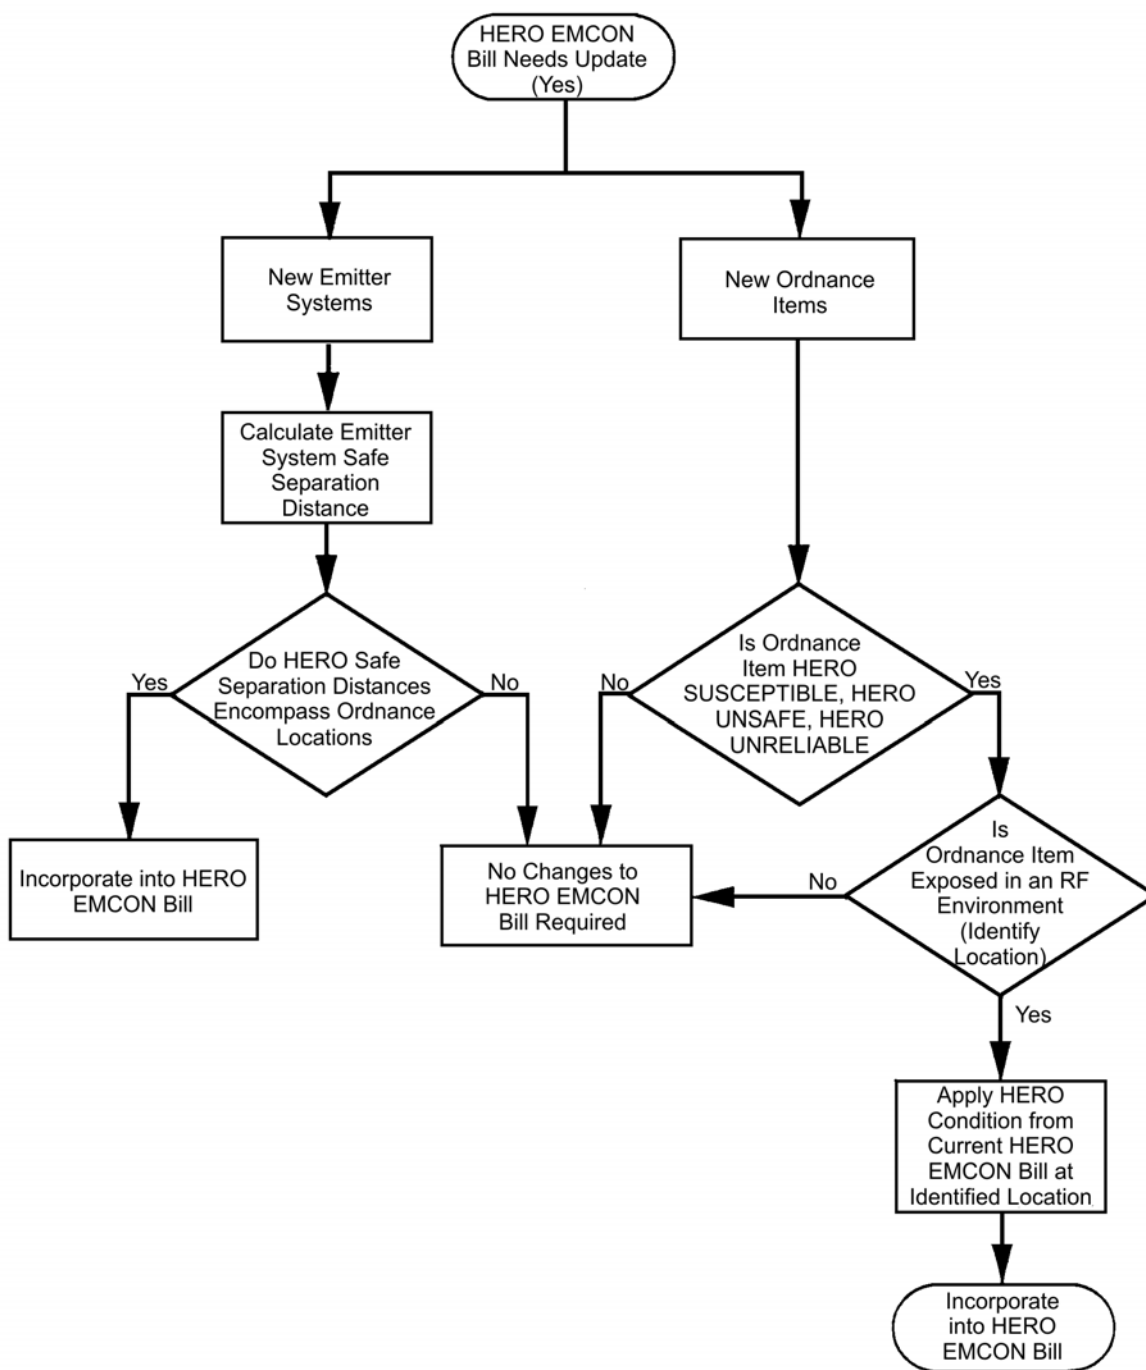 HERO EMCON
Bill Needs Update
(Yes)
New Emitter
Systems
New Ordnance
Items
Calculate Emitter
System Safe
Separation
Distance
Do HERO Safe
Separation Distances
Encompass Ordnance
Locations
Yes
No
Is Ordnance
Item HERO
SUSCEPTIBLE, HERO
UNSAFE, HERO
UNRELIABLE
No
Yes
Incorporate into HERO
EMCON Bill
No Changes to
HERO EMCON
Bill Required
Is
Ordnance Item
Exposed in an RF
Environment
(Identify
Location)
No
Yes
Apply HERO
Condition from
Current HERO
EMCON Bill at
Identified Location
Incorporate
into HERO
EMCON Bill